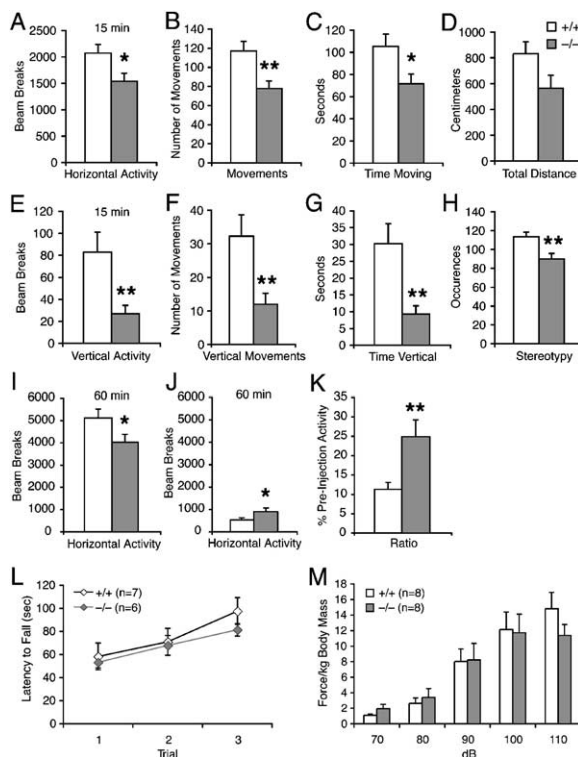 A
15 min
2500
2000
1500
1000
500
0
Beam Breaks
*
Horizontal Activity
B
140
120
100
80
60
40
20
0
Number of Movements
**
Movements
C
120
100
80
60
40
20
0
Seconds
*
Time Moving
D
+/+
−/−
1000
800
600
400
200
0
Centimeters
Total Distance
E
15 min
120
100
80
60
40
20
0
Beam Breaks
**
Vertical Activity
F
40
30
20
10
0
Number of Movements
**
Vertical Movements
G
40
35
30
25
20
15
10
5
0
Seconds
**
Time Vertical
H
140
120
100
80
60
40
20
0
Occurences
**
Stereotypy
I
60 min
6000
5000
4000
3000
2000
1000
0
Beam Breaks
*
Horizontal Activity
J
60 min
6000
5000
4000
3000
2000
1000
0
Beam Breaks
*
Horizontal Activity
K
35
30
25
20
15
10
5
0
% Pre-Injection Activity
**
Ratio
L
+/+ (n=7)
−/− (n=6)
120
100
80
60
40
20
0
Latency to Fall (sec)
1 2 3
Trial
M
+/+ (n=8)
−/− (n=8)
18
16
14
12
10
8
6
4
2
0
Force/kg Body Mass
70 80 90 100 110
dB